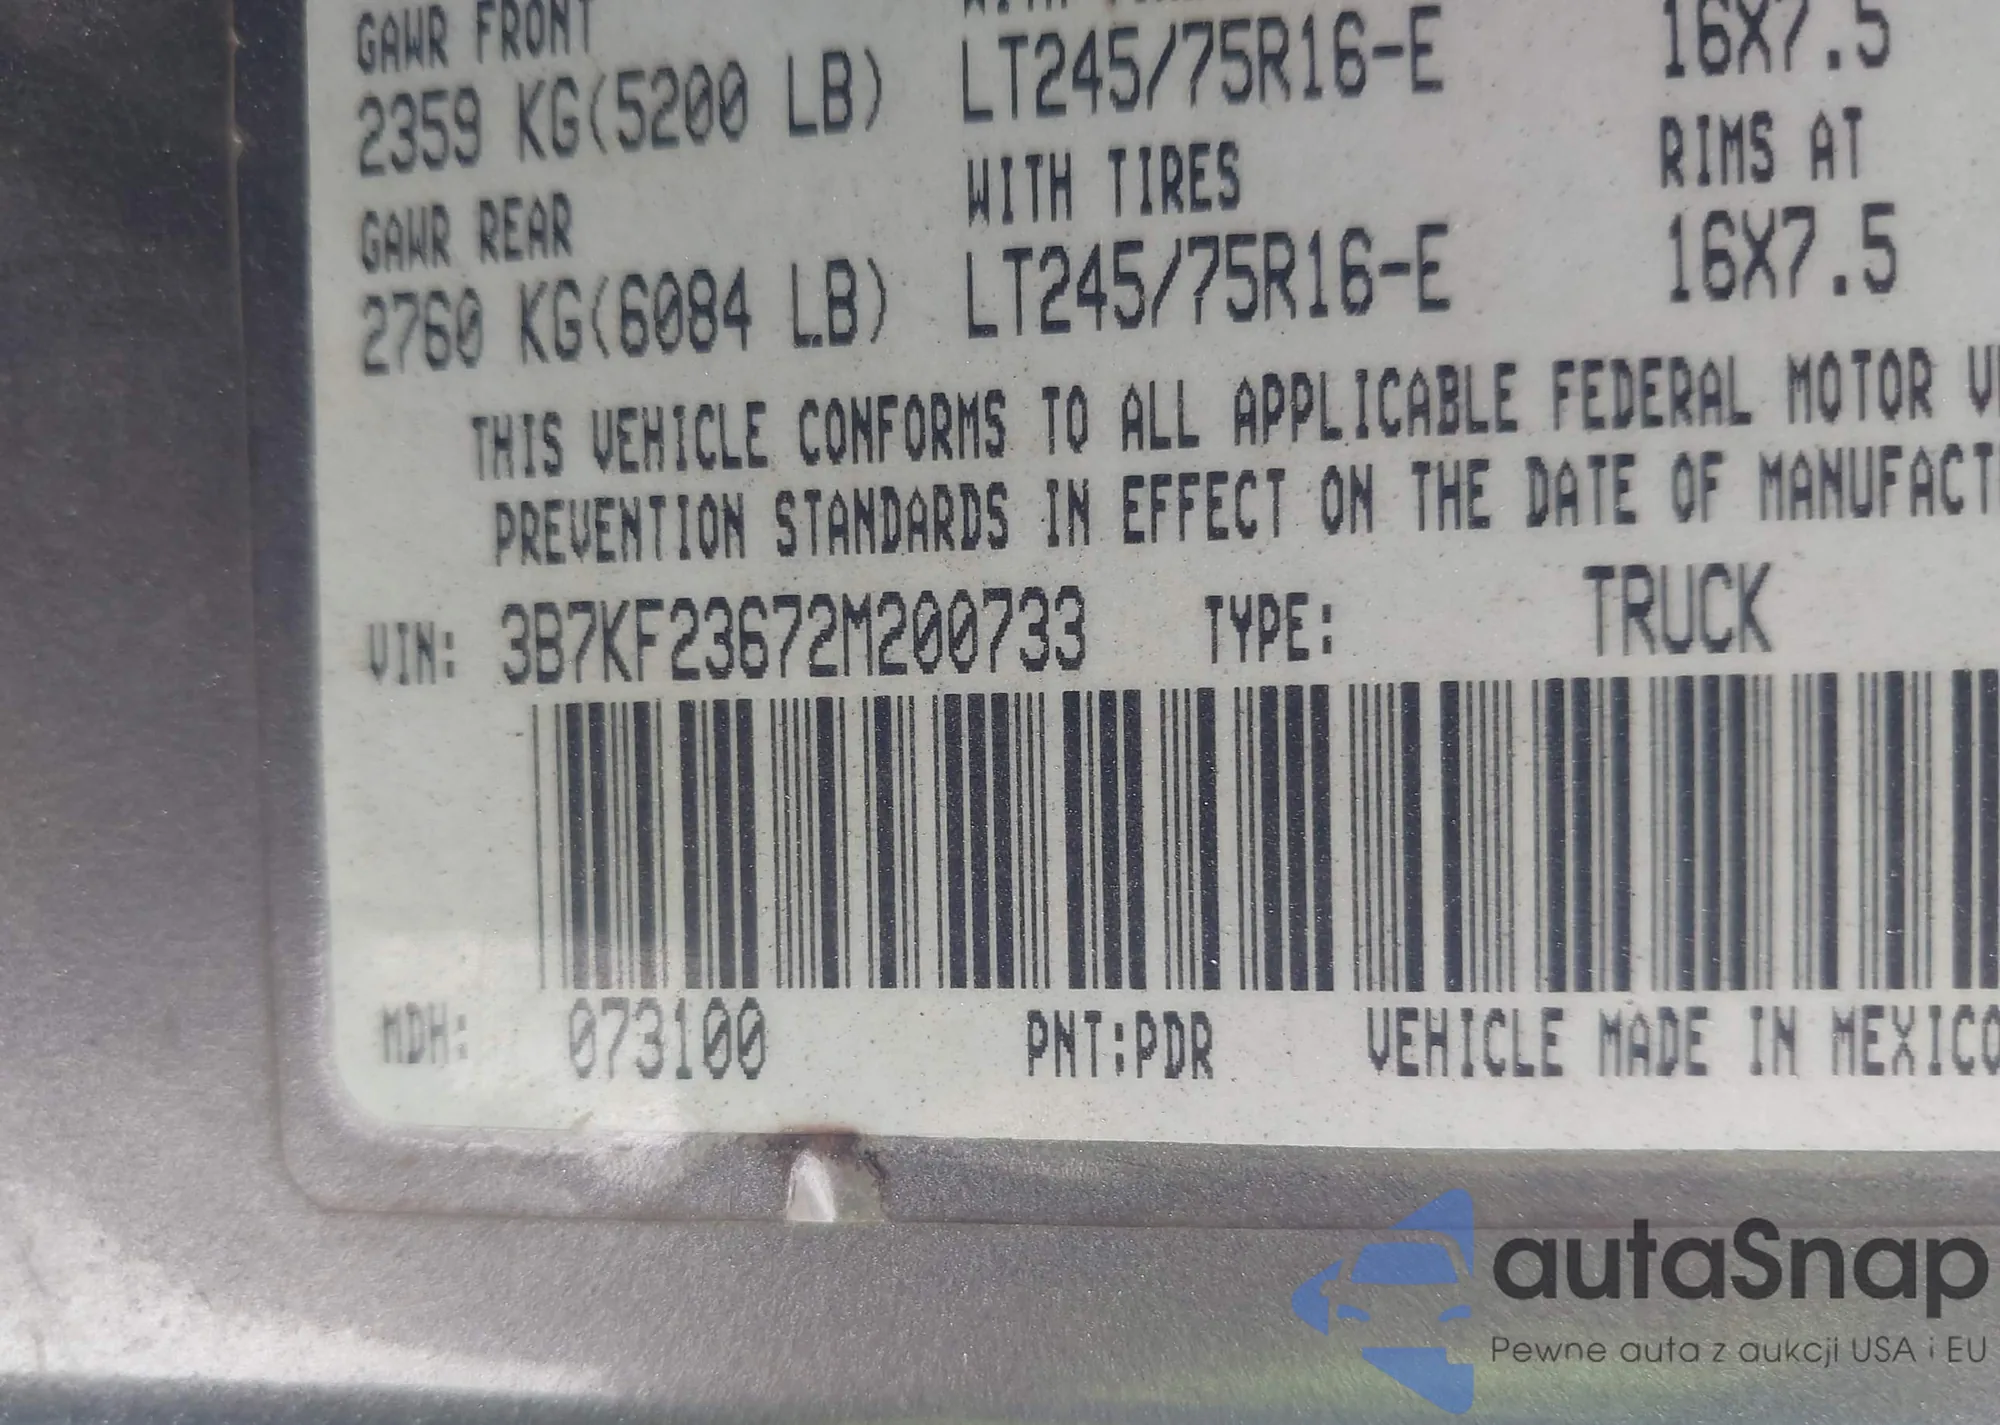 GAWR FRONT WITH TIRES
2359 KG(5200 LB) LT245/75R16-E 16X7.5
GAWR REAR WITH TIRES RIMS AT
2760 KG(6084 LB) LT245/75R16-E 16X7.5
THIS VEHICLE CONFORMS TO ALL APPLICABLE FEDERAL MOTOR
PREVENTION STANDARDS IN EFFECT ON THE DATE OF
VIN: 3B7KF23672M200733 TYPE: TRUCK
MDH: 073100 PNT:PDR VEHICLE MADE IN MEXICO
autaSnap
Pewne auta z aukcji USA i EU